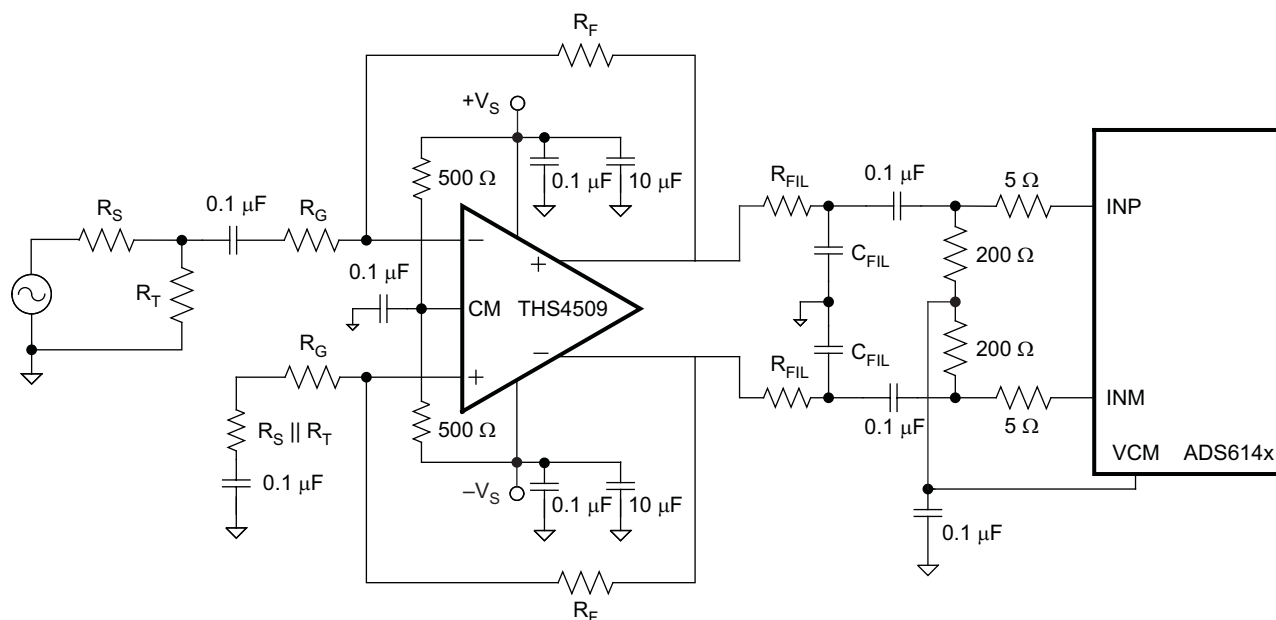 R_F
+V_S
500 Ω
0.1 μF
10 μF
R_S
0.1 μF
R_G
R_T
0.1 μF
−
+
CM
THS4509
−
+
R_G
R_S || R_T
0.1 μF
500 Ω
−V_S
0.1 μF
10 μF
R_F
R_FIL
0.1 μF
5 Ω
INP
C_FIL
200 Ω
C_FIL
200 Ω
R_FIL
0.1 μF
5 Ω
INM
VCM
ADS614x
0.1 μF